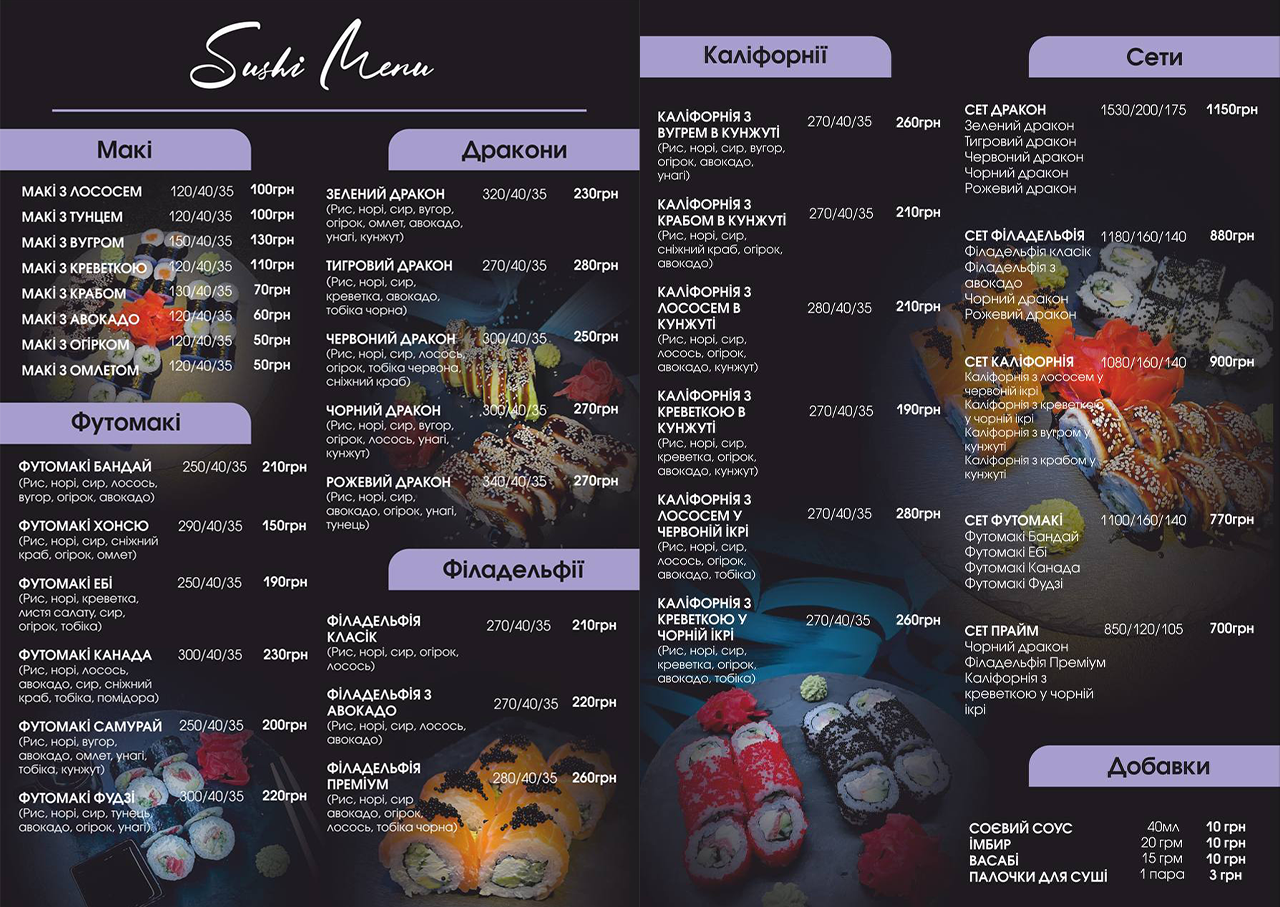 Sushi Menu
Макі
МАКІ З ЛОСОСЕМ 120/40/35 100грн
МАКІ З ТУНЦЕМ 120/40/35 100грн
МАКІ З ВУГРОМ 150/40/35 130грн
МАКІ З КРЕВЕТКОЮ 120/40/35 110грн
МАКІ З КРАБОМ 130/40/35 70грн
МАКІ З АВОКАДО 120/40/35 60грн
МАКІ З ОГІРКОМ 120/40/35 50грн
МАКІ З ОМЛЕТОМ 120/40/35 50грн
Футомакі
ФУТОМАКІ БАНДАЙ 250/40/35 210грн
(Рис, норі, сир, лосось,
вугор, огірок, авокадо)
ФУТОМАКІ ХОНСЮ 290/40/35 150грн
(Рис, норі, сир, сніжний
краб, огірок, омлет)
ФУТОМАКІ ЕБІ 250/40/35 190грн
(Рис, норі, креветка,
листя салату, сир,
огірок, тобіка)
ФУТОМАКІ КАНАДА 300/40/35 230грн
(Рис, норі, лосось,
авокадо, сир, сніжний
краб, тобіка, помідора)
ФУТОМАКІ САМУРАЙ 250/40/35 200грн
(Рис, норі, вугор,
авокадо, омлет, унагі,
тобіка, кунжут)
ФУТОМАКІ ФУДЗІ 300/40/35 220грн
(Рис, норі, сир, тунець,
авокадо, огірок, унагі)
Дракони
ЗЕЛЕНИЙ ДРАКОН 320/40/35 230грн
(Рис, норі, сир, вугор,
огірок, омлет, авокадо,
унагі, кунжут)
ТИГРОВИЙ ДРАКОН 270/40/35 280грн
(Рис, норі, сир,
креветка, авокадо,
тобіка чорна)
ЧЕРВОНИЙ ДРАКОН 300/40/35 250грн
(Рис, норі, сир, лосось,
огірок, тобіка червона,
сніжний краб)
ЧОРНИЙ ДРАКОН 300/40/35 270грн
(Рис, норі, сир, вугор,
огірок, лосось, унагі,
кунжут)
РОЖЕВИЙ ДРАКОН 340/40/35 270грн
(Рис, норі, сир,
авокадо, огірок, унагі,
тунець)
Філадельфії
ФІЛАДЕЛЬФІЯ 270/40/35 210грн
КЛАСІК
(Рис, норі, сир, огірок,
лосось)
ФІЛАДЕЛЬФІЯ З 270/40/35 220грн
АВОКАДО
(Рис, норі, сир, лосось,
авокадо)
ФІЛАДЕЛЬФІЯ 280/40/35 260грн
ПРЕМІУМ
(Рис, норі, сир
авокадо, огірок,
лосось, тобіка чорна)
Каліфорнії
КАЛІФОРНІЯ З 270/40/35 260грн
ВУГРЕМ В КУНЖУТІ
(Рис, норі, сир, вугор,
огірок, авокадо,
унагі)
КАЛІФОРНІЯ З 270/40/35 210грн
КРАБОМ В КУНЖУТІ
(Рис, норі, сир,
сніжний краб, огірок,
авокадо)
КАЛІФОРНІЯ З 280/40/35 210грн
ЛОСОСЕМ В
КУНЖУТІ
(Рис, норі, сир,
лосось, огірок,
авокадо, кунжут)
КАЛІФОРНІЯ З 270/40/35 190грн
КРЕВЕТКОЮ В
КУНЖУТІ
(Рис, норі, сир,
креветка, огірок,
авокадо, кунжут)
КАЛІФОРНІЯ З 270/40/35 280грн
ЛОСОСЕМ У
ЧЕРВОНІЙ ІКРІ
(Рис, норі, сир,
лосось, огірок,
авокадо, тобіка)
КАЛІФОРНІЯ З 270/40/35 260грн
КРЕВЕТКОЮ У
ЧОРНІЙ ІКРІ
(Рис, норі, сир,
креветка, огірок,
авокадо, тобіка)
Сети
СЕТ ДРАКОН 1530/200/175 1150грн
Зелений дракон
Тигровий дракон
Червоний дракон
Чорний дракон
Рожевий дракон
СЕТ ФІЛАДЕЛЬФІЯ 1180/160/140 880грн
Філадельфія класік
Філадельфія з
авокадо
Чорний дракон
Рожевий дракон
СЕТ КАЛІФОРНІЯ 1080/160/140 900грн
Каліфорнія з лососем у
червоній ікрі
Каліфорнія з креветкою
у чорній ікрі
Каліфорнія з вугром у
кунжуті
Каліфорнія з крабом у
кунжуті
СЕТ ФУТОМАКІ 1100/160/140 770грн
Футомакі Бандай
Футомакі Ебі
Футомакі Канада
Футомакі Фудзі
СЕТ ПРАЙМ 850/120/105 700грн
Чорний дракон
Філадельфія Преміум
Каліфорнія з
креветкою у чорній
ікрі
Добавки
СОЄВИЙ СОУС 40мл 10 грн
ІМБИР 20 грм 10 грн
ВАСАБІ 15 грм 10 грн
ПАЛОЧКИ ДЛЯ СУШІ 1 пара 3 грн